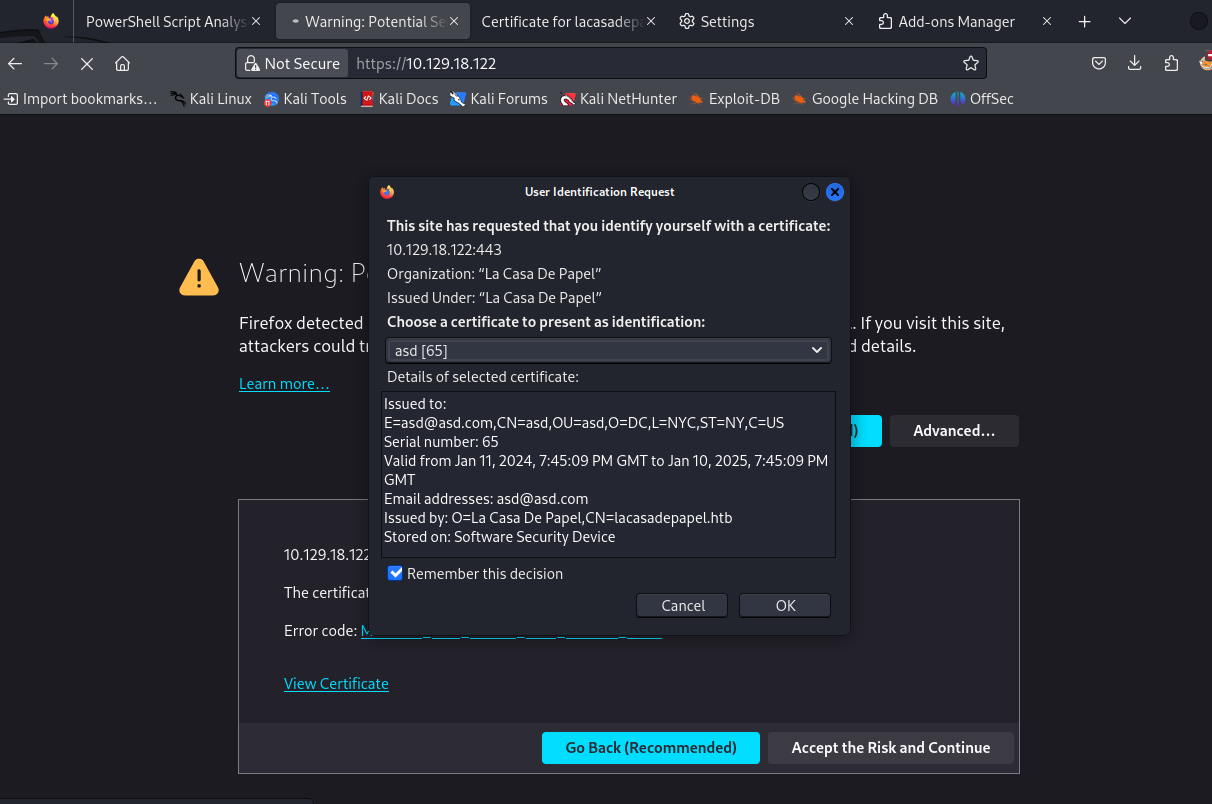 PowerShell Script Analys
Warning: Potential Se
Certificate for lacasadepa
Settings
Add-ons Manager
Not Secure
https://10.129.18.122
Import bookmarks…
Kali Linux
Kali Tools
Kali Docs
Kali Forums
Kali NetHunter
Exploit-DB
Google Hacking DB
OffSec
User Identification Request
This site has requested that you identify yourself with a certificate:
10.129.18.122:443
Organization: “La Casa De Papel”
Issued Under: “La Casa De Papel”
Choose a certificate to present as identification:
asd [65]
Details of selected certificate:
Issued to:
E=asd@asd.com,CN=asd,OU=asd,O=DC,L=NYC,ST=NY,C=US
Serial number: 65
Valid from Jan 11, 2024, 7:45:09 PM GMT to Jan 10, 2025, 7:45:09 PM
GMT
Email addresses: asd@asd.com
Issued by: O=La Casa De Papel,CN=lacasadepapel.htb
Stored on: Software Security Device
Remember this decision
Cancel
OK
Warning: P
Firefox detected
. If you visit this site,
attackers could t
d details.
Learn more…
Advanced…
10.129.18.122
The certificat
Error code:
View Certificate
Go Back (Recommended)
Accept the Risk and Continue